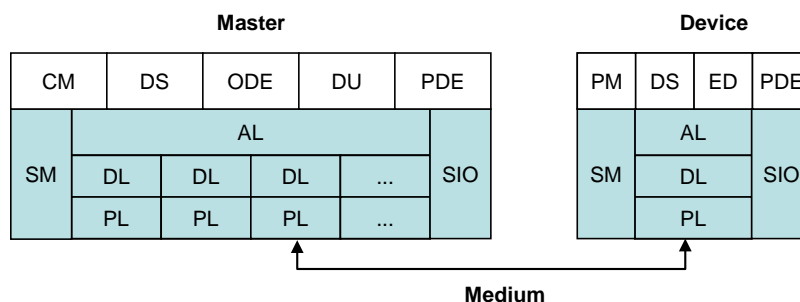 Master Device
CM DS ODE DU PDE PM DS ED PDE
AL AL
SM DL DL DL ... SIO SM DL SIO
PL PL PL ... PL
Medium